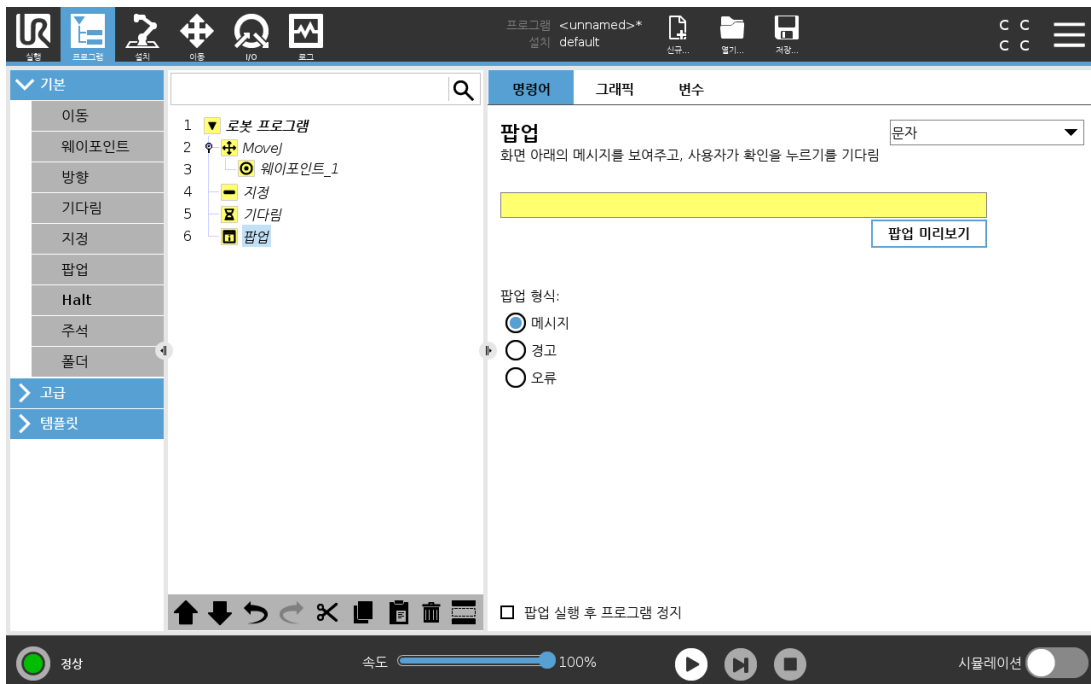 UR
실행
프로그램
설치
이동
I/O
로그
프로그램 <unnamed>*
설치 default
신규...
열기...
저장...
C C
C C
기본
이동
웨이포인트
방향
기다림
지정
팝업
Halt
주석
폴더
고급
템플릿
1 로봇 프로그램
2 MoveJ
3 웨이포인트_1
4 지정
5 기다림
6 팝업
명령어 그래픽 변수
팝업
문자
화면 아래의 메시지를 보여주고, 사용자가 확인을 누르기를 기다림
팝업 미리보기
팝업 형식:
메시지
경고
오류
팝업 실행 후 프로그램 정지
정상
속도 100%
시뮬레이션